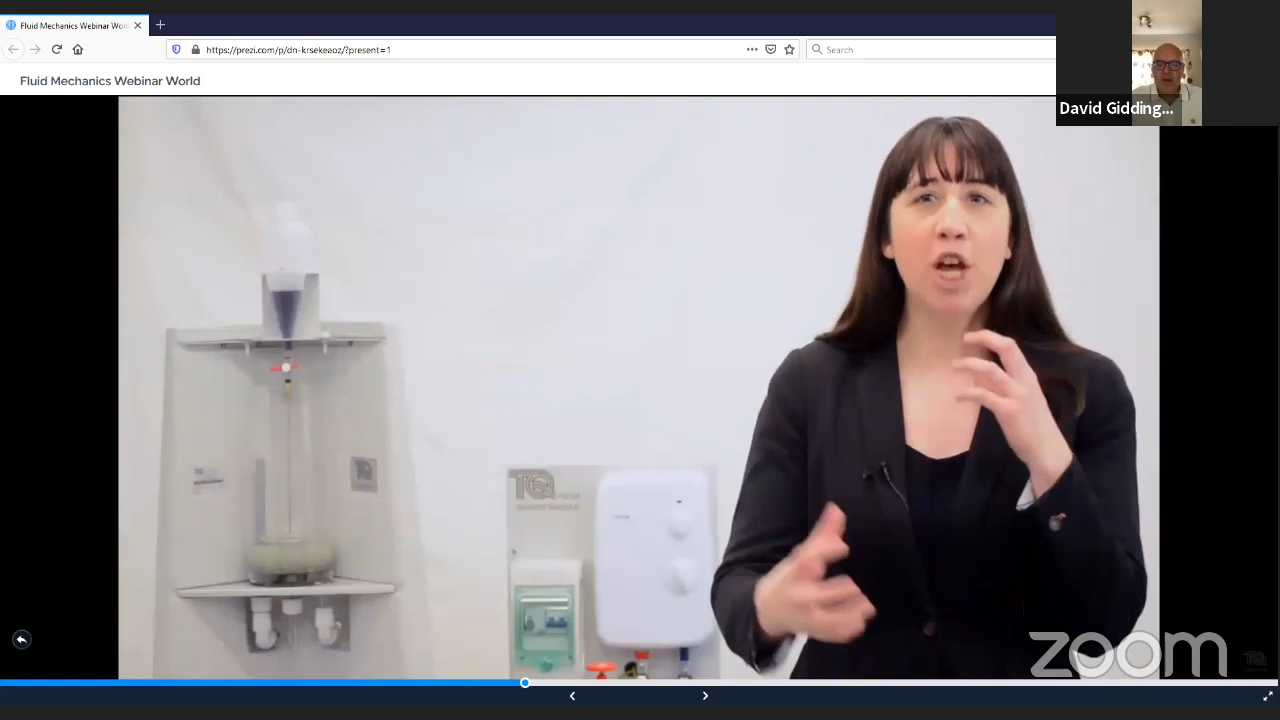 Fluid Mechanics Webinar Worl
https://prezi.com/p/dn-krsekeaoz/?present=1
Search
Fluid Mechanics Webinar World
David Gidding...
TQ
zoom